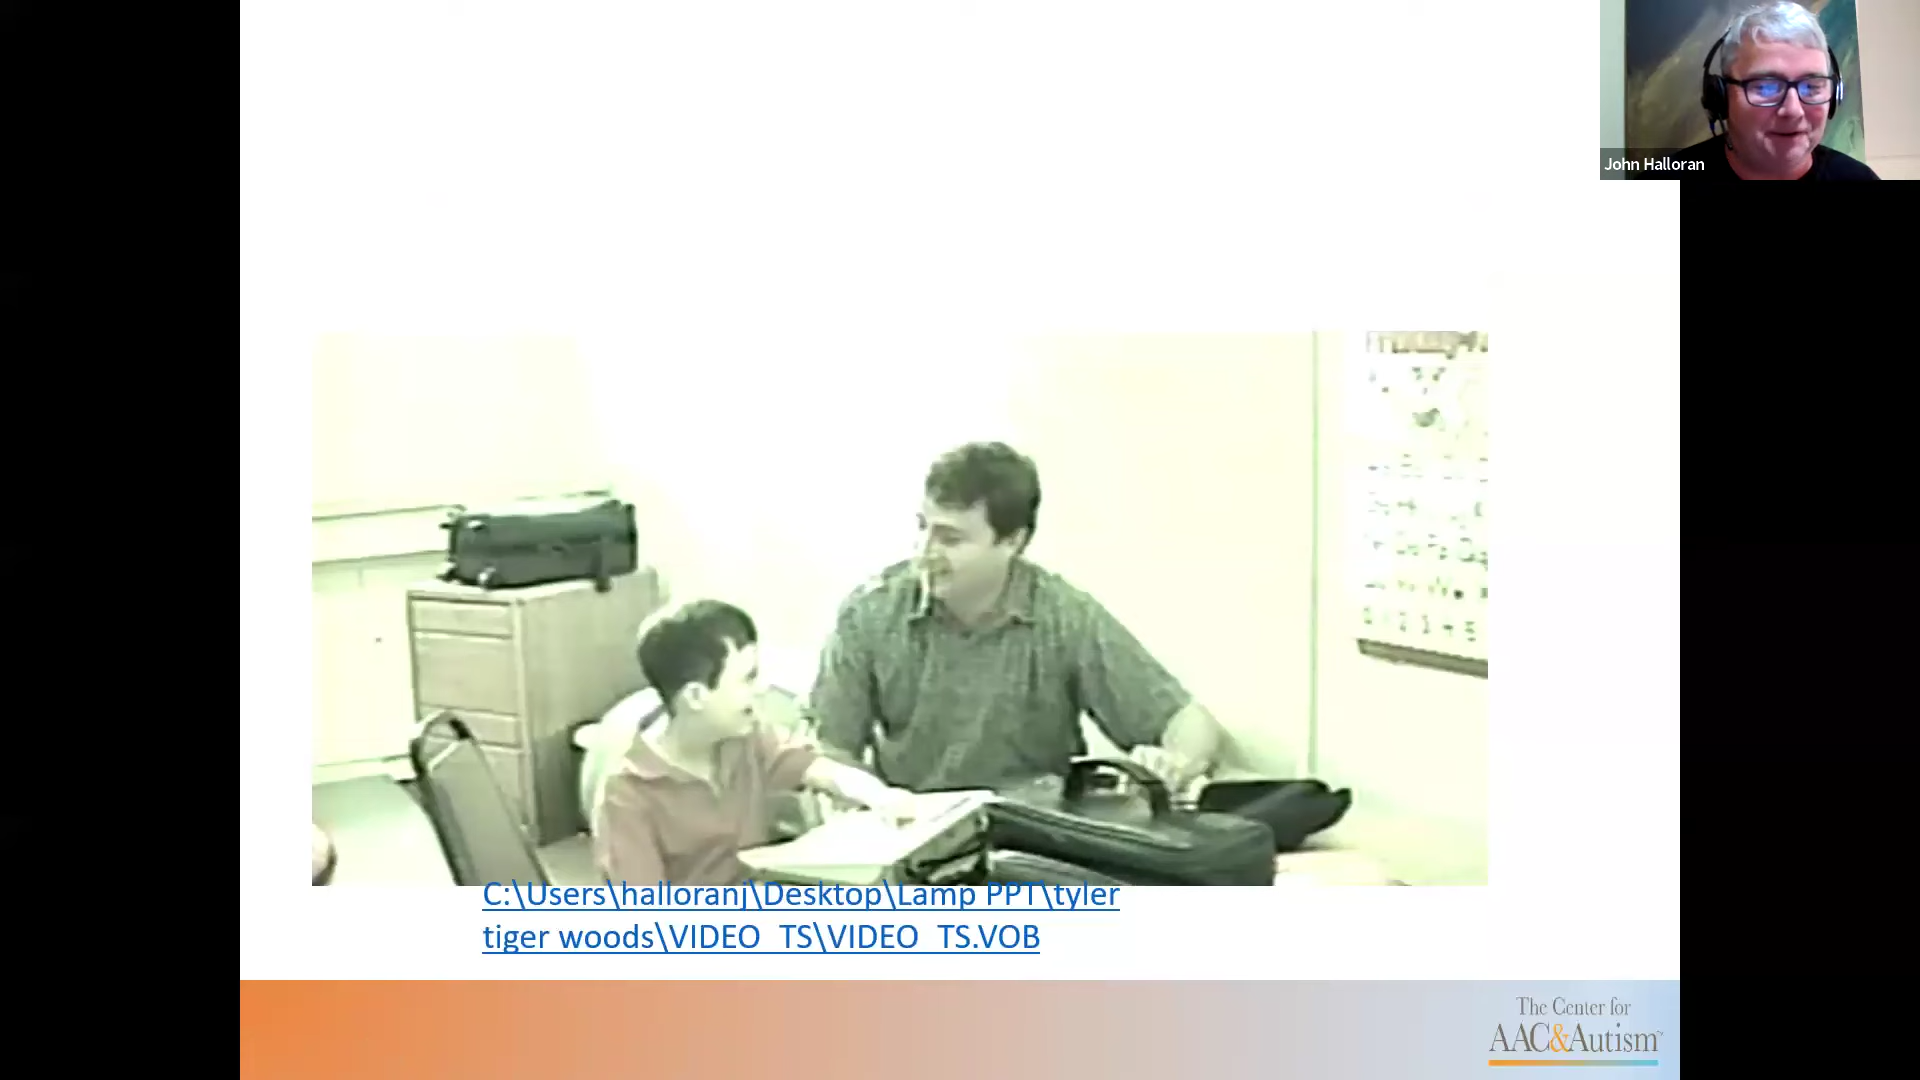 John Halloran
C:\Users\halloranj\Desktop\Lamp PPT\tyler
tiger woods\VIDEO_TS\VIDEO_TS.VOB
The Center for
AAC&Autism